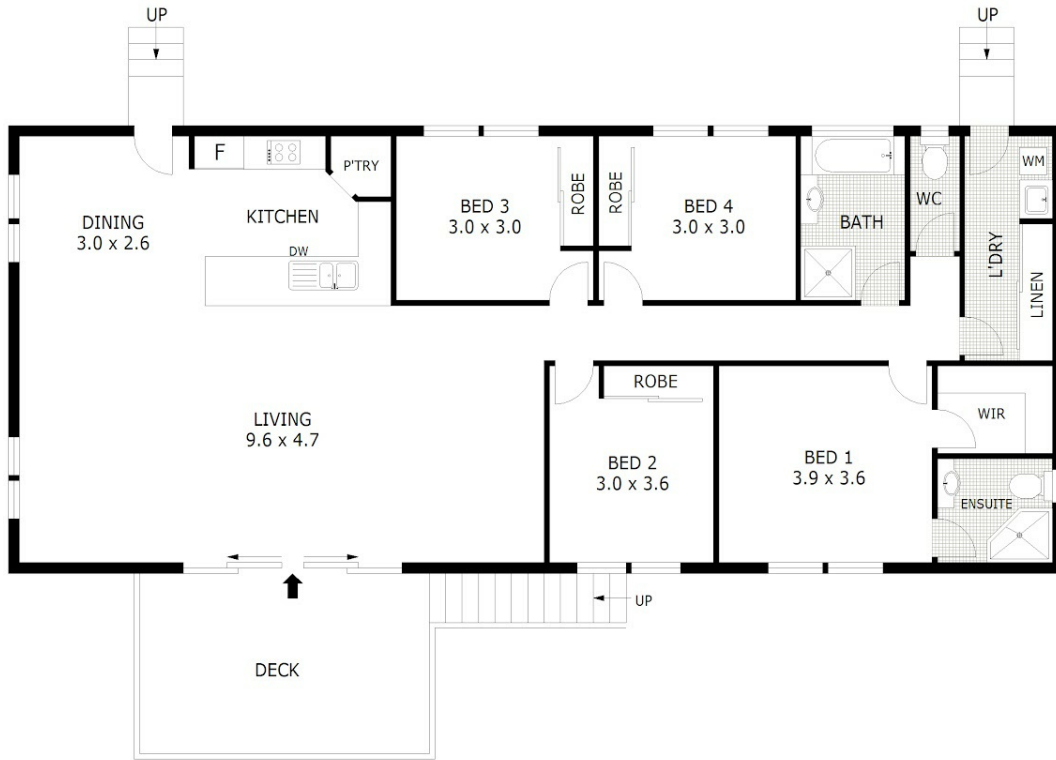 UP
UP
F
P'TRY
WM
DINING
3.0 x 2.6
KITCHEN
DW
BED 3
3.0 x 3.0
ROBE
ROBE
BED 4
3.0 x 3.0
BATH
WC
L'DRY
LINEN
LIVING
9.6 x 4.7
ROBE
BED 2
3.0 x 3.6
BED 1
3.9 x 3.6
WIR
ENSUITE
UP
DECK